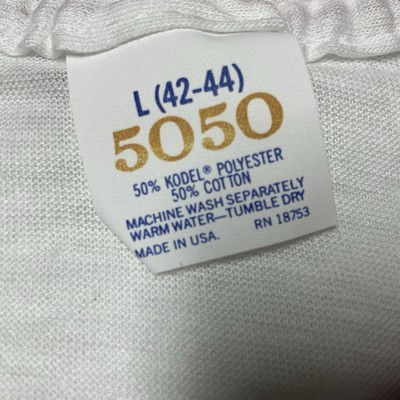 L (42-44)
5050
50% KODEL® POLYESTER
50% COTTON
MACHINE WASH SEPARATELY
WARM WATER—TUMBLE DRY
MADE IN USA. RN 18753